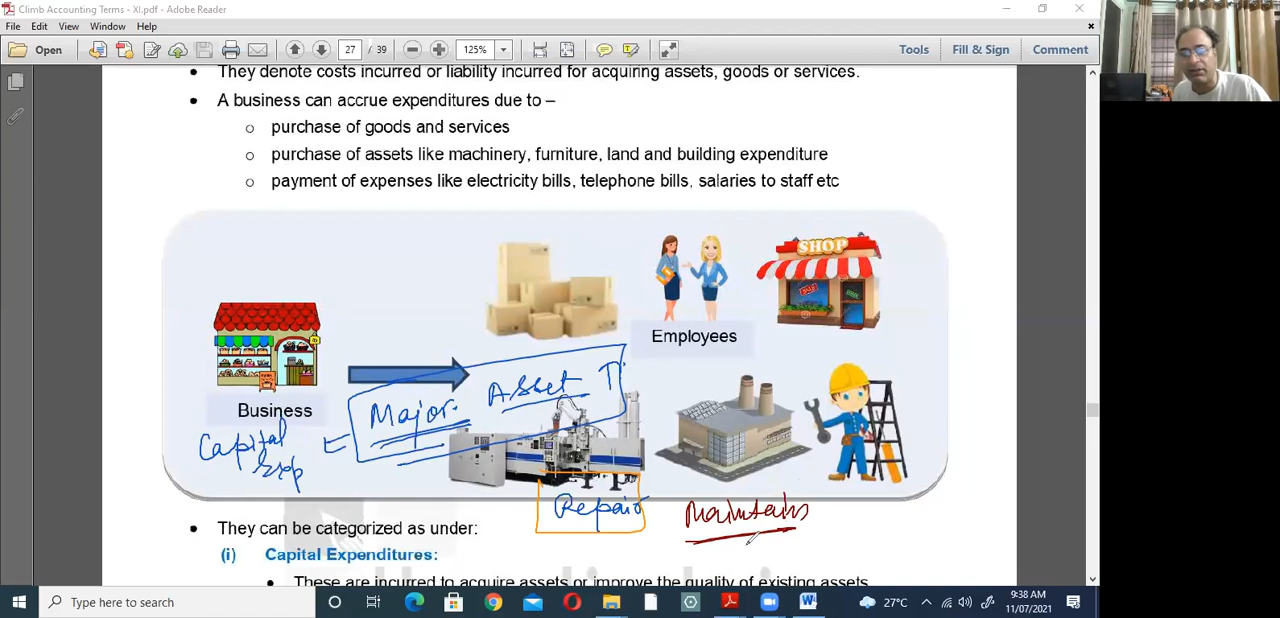 Climb Accounting Terms - XI.pdf - Adobe Reader
File Edit View Window Help
Open 27 / 39 125% Tools Fill & Sign Comment
They denote costs incurred or liability incurred for acquiring assets, goods or services.
A business can accrue expenditures due to –
purchase of goods and services
purchase of assets like machinery, furniture, land and building expenditure
payment of expenses like electricity bills, telephone bills, salaries to staff etc
SHOP
Employees
Business
Major. Asset ↑
Capital =
Exp
Repair Maintain
They can be categorized as under:
(i) Capital Expenditures:
These are incurred to acquire assets or improve the quality of existing assets
Type here to search
27°C
9:38 AM
11/07/2021